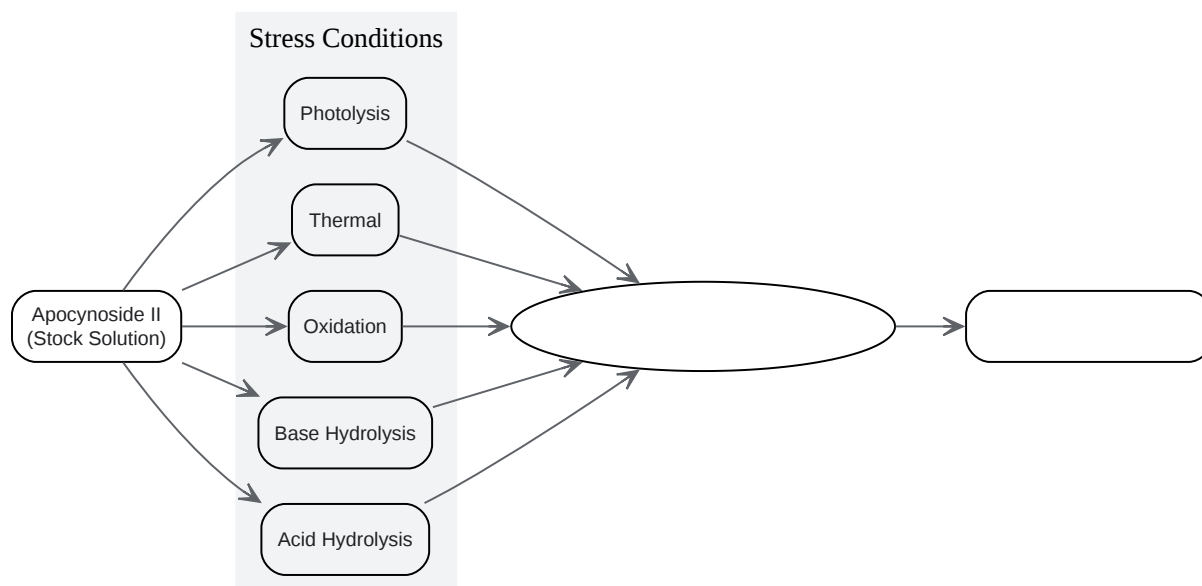 Stress Conditions
Photolysis
Thermal
Apocynoside II
(Stock Solution)
Oxidation
Base Hydrolysis
Acid Hydrolysis